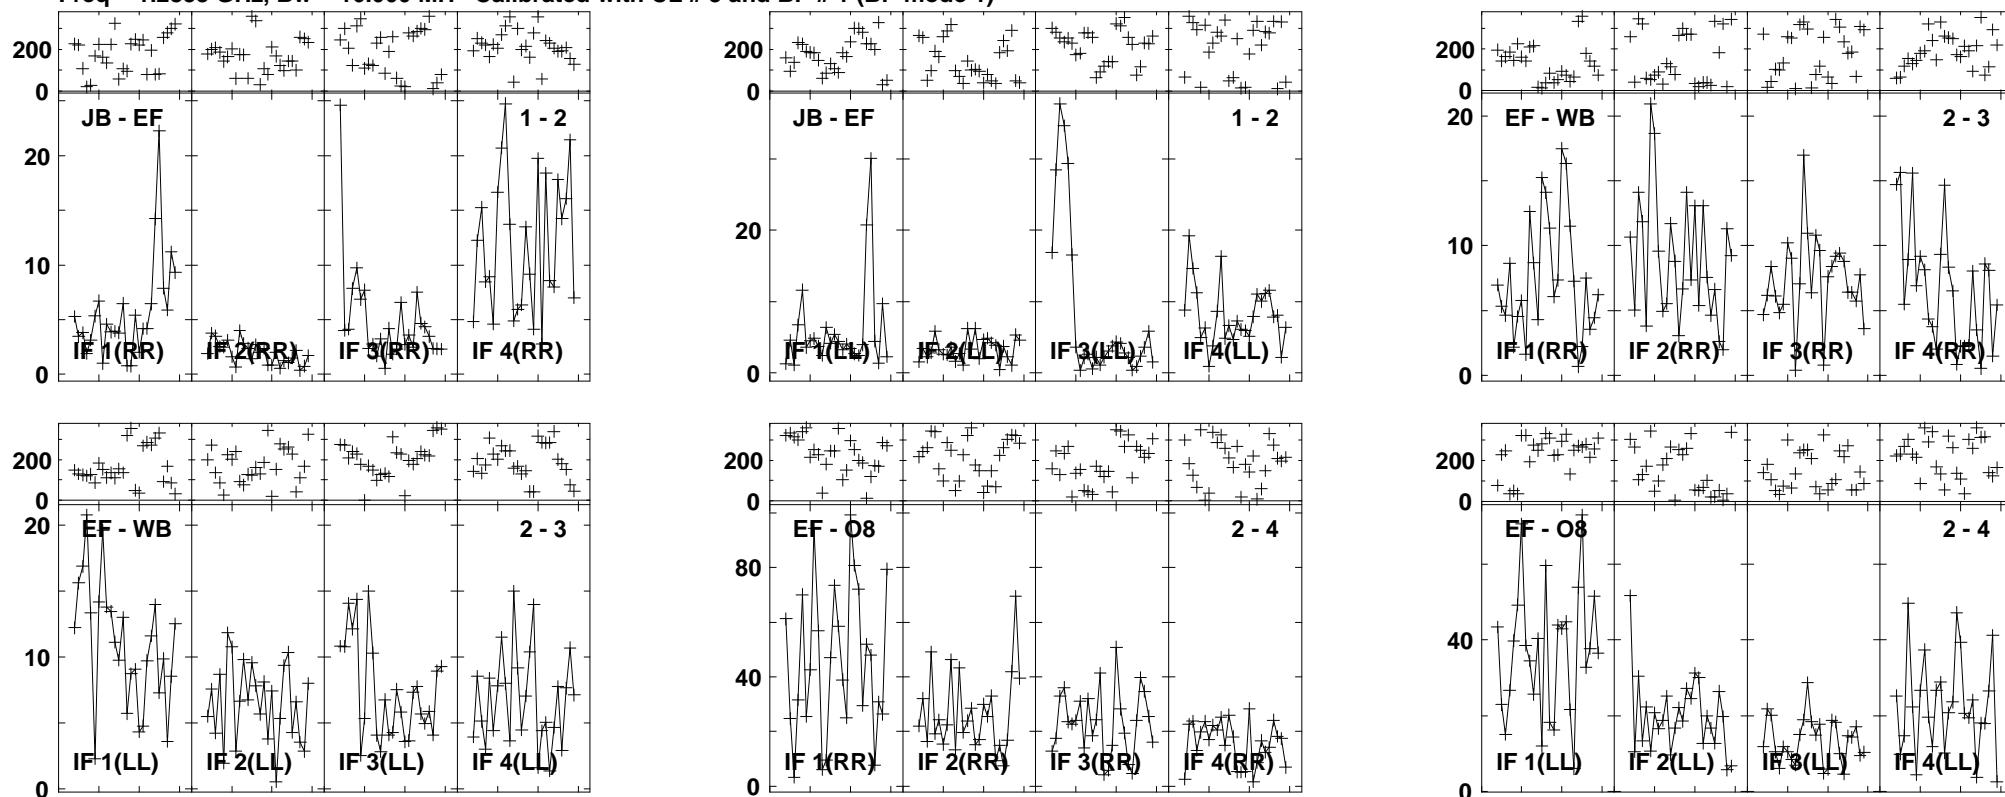 200
0
JB - EF
1 - 2
20
10
0
IF 1(RR)
IF 2(RR)
IF 3(RR)
IF 4(RR)
200
0
JB - EF
1 - 2
20
0
IF 1(LL)
IF 2(LL)
IF 3(LL)
IF 4(LL)
200
0
EF - WB
2 - 3
20
10
0
IF 1(RR)
IF 2(RR)
IF 3(RR)
IF 4(RR)
200
0
EF - WB
2 - 3
20
10
0
IF 1(LL)
IF 2(LL)
IF 3(LL)
IF 4(LL)
200
0
EF - O8
2 - 4
80
40
0
IF 1(RR)
IF 2(RR)
IF 3(RR)
IF 4(RR)
200
0
EF - O8
2 - 4
40
0
IF 1(LL)
IF 2(LL)
IF 3(LL)
IF 4(LL)